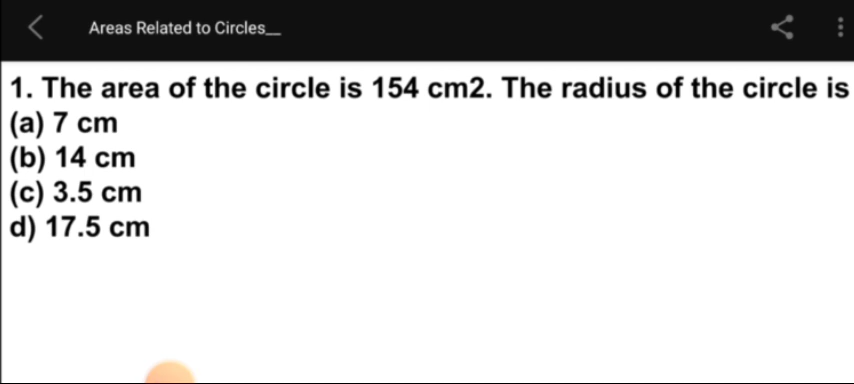 Areas Related to Circles__
1. The area of the circle is 154 cm2. The radius of the circle is
(a) 7 cm
(b) 14 cm
(c) 3.5 cm
d) 17.5 cm